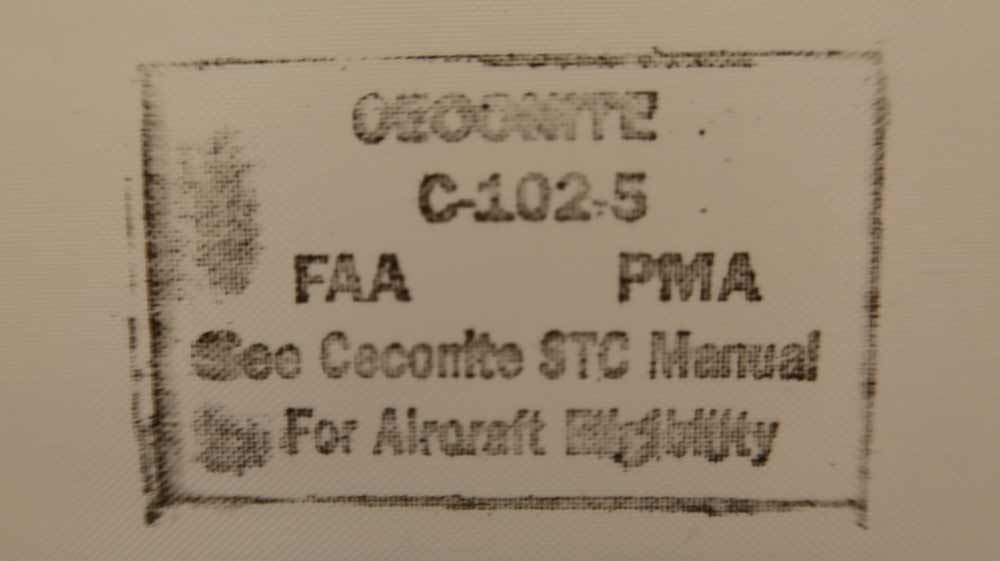 CECONITE
C-102-5
FAA PMA
See Ceconite STC Manual
For Aircraft Eligibility